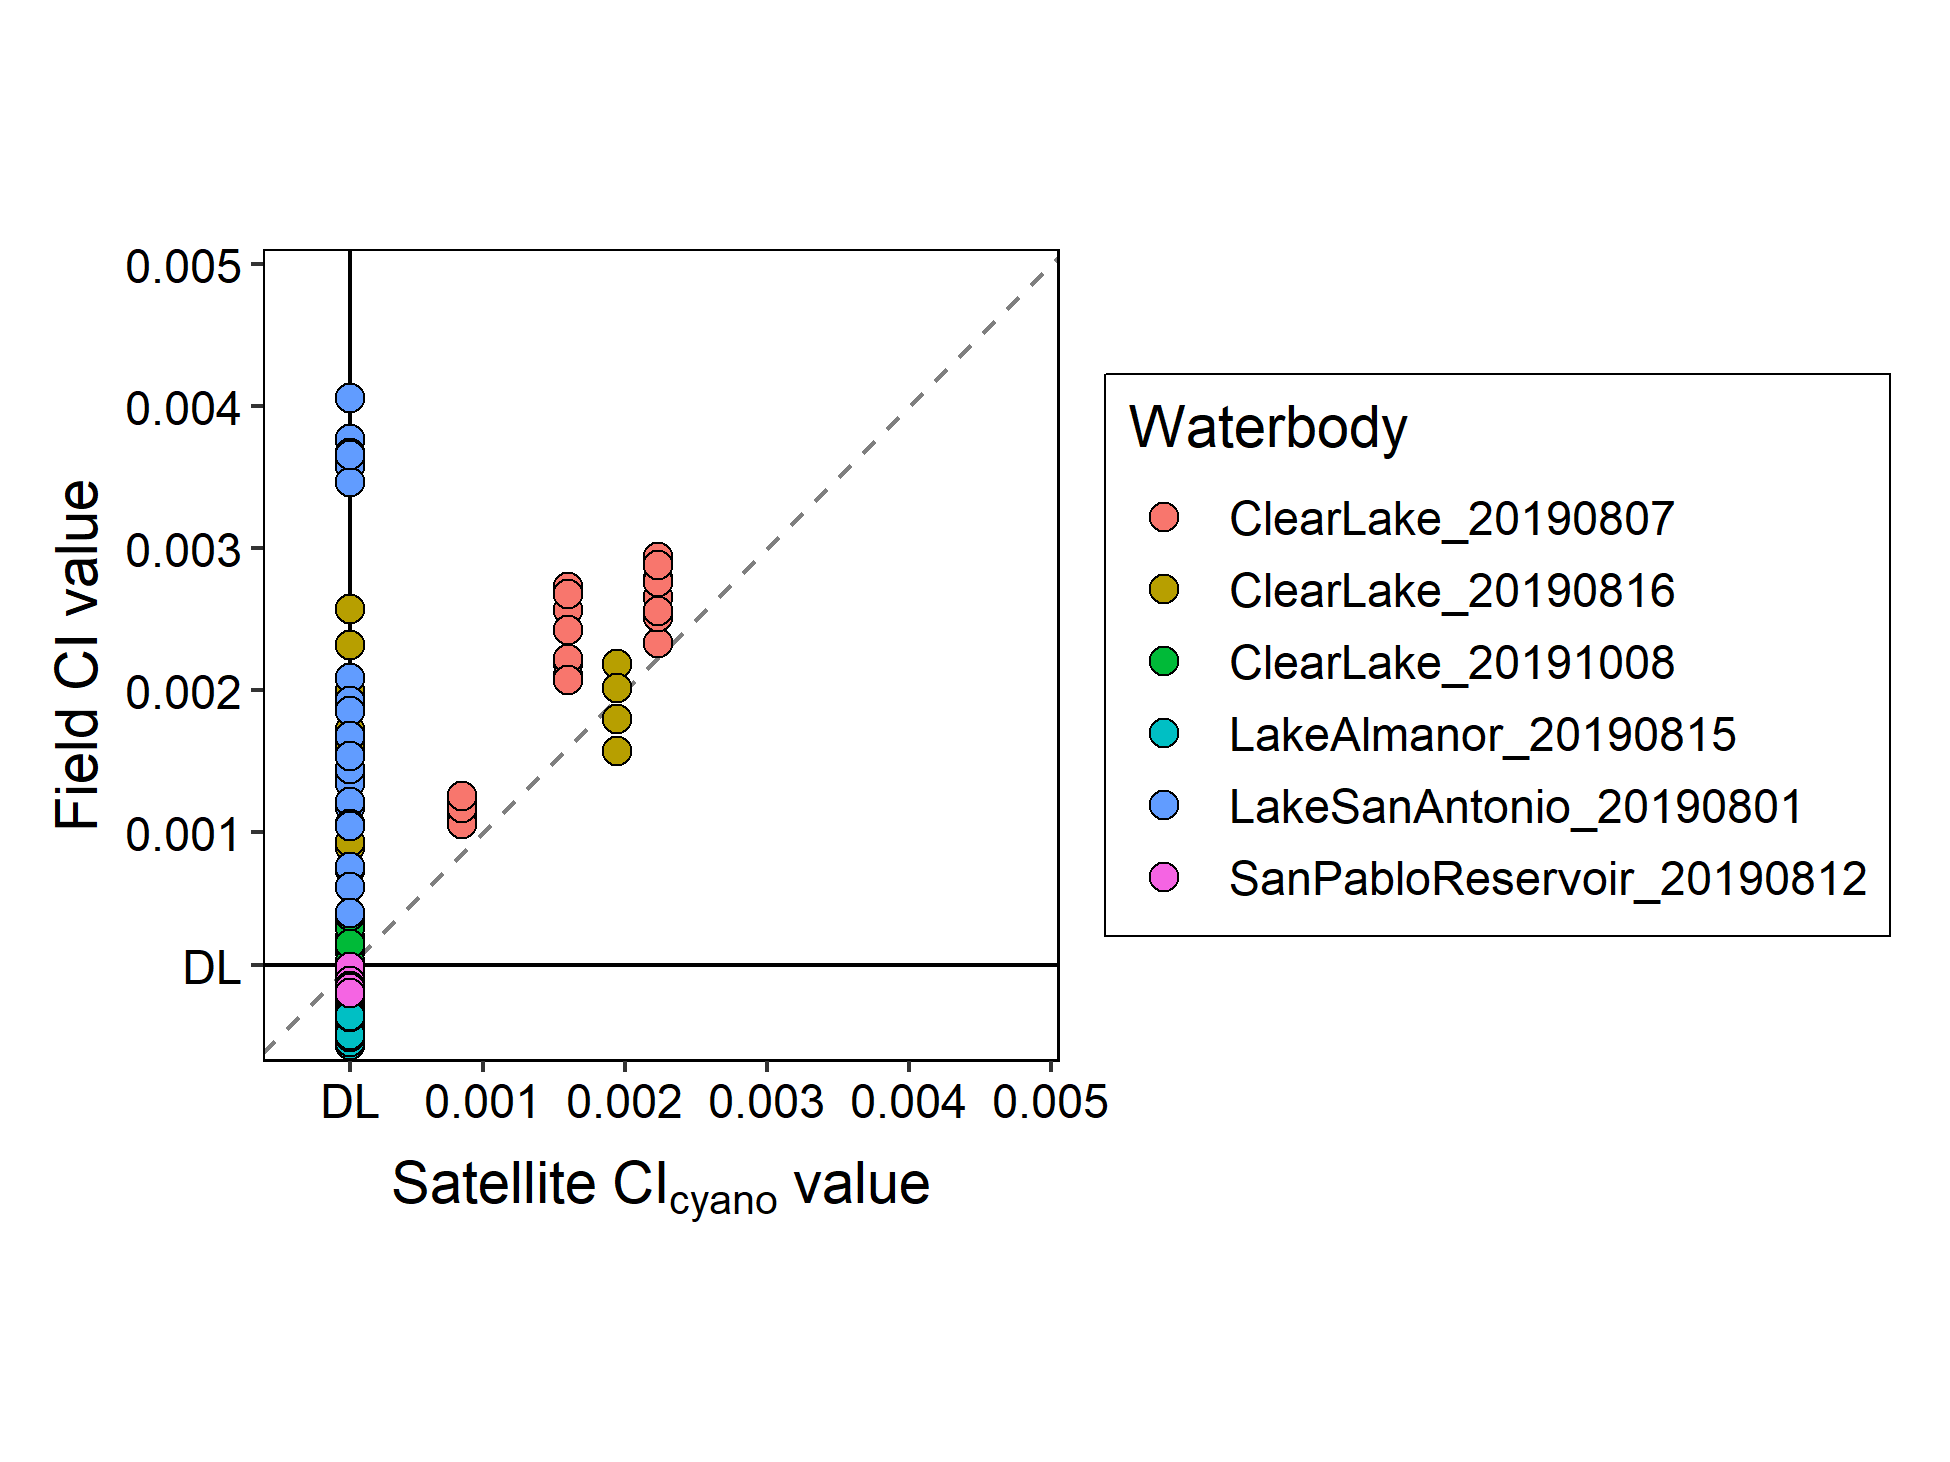 0.005
0.004
0.003
0.002
0.001
DL
Field CI value
DL 0.001 0.002 0.003 0.004 0.005
Satellite CIcyano value
Waterbody
ClearLake_20190807
ClearLake_20190816
ClearLake_20191008
LakeAlmanor_20190815
LakeSanAntonio_20190801
SanPabloReservoir_20190812